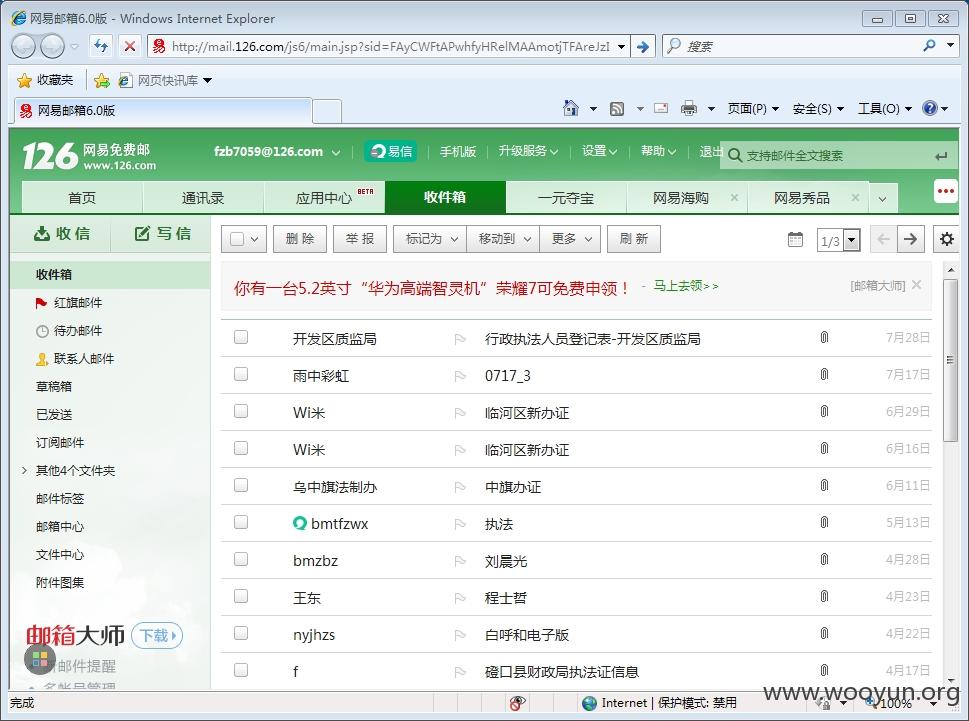 网易邮箱6.0版 - Windows Internet Explorer
http://mail.126.com/js6/main.jsp?sid=FAyCWFtAPwhfyHRelMAAmotjTFAreJzI
搜索
收藏夹
网页快讯库
网易邮箱6.0版
页面(P)
安全(S)
工具(O)
126 网易免费邮
www.126.com
fzb7059@126.com
易信
手机版
升级服务
设置
帮助
退出
支持邮件全文搜索
首页
通讯录
应用中心 BETA
收件箱
一元夺宝
网易海购
网易秀品
收信
写信
删 除
举 报
标记为
移动到
更多
刷 新
1/3
收件箱
红旗邮件
待办邮件
联系人邮件
草稿箱
已发送
订阅邮件
其他4个文件夹
邮件标签
邮箱中心
文件中心
附件图集
邮箱大师
下载
新邮件提醒
多帐号管理
你有一台5.2英寸“华为高端智灵机”荣耀7可免费申领！ - 马上去领>> [邮箱大师]
开发区质监局 行政执法人员登记表-开发区质监局 7月28日
雨中彩虹 0717_3 7月17日
Wi米 临河区新办证 6月29日
Wi米 临河区新办证 6月16日
乌中旗法制办 中旗办证 6月11日
bmtfzwx 执法 5月13日
bmzbz 刘晨光 4月28日
王东 程士哲 4月23日
nyjhzs 白呼和电子版 4月22日
f 磴口县财政局执法证信息 4月17日
完成
Internet | 保护模式: 禁用
100%
www.wooyun.org